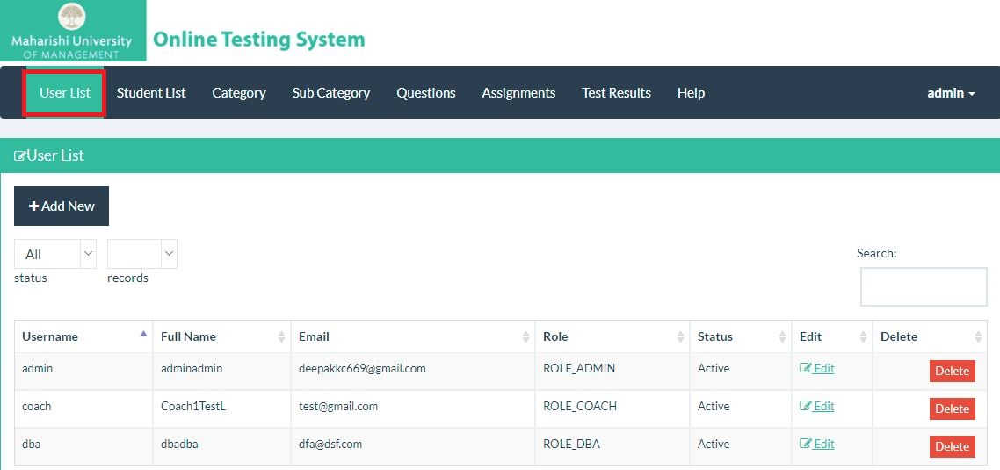 Maharishi University
OF MANAGEMENT
Online Testing System
User List Student List Category Sub Category Questions Assignments Test Results Help admin
User List
Add New
All
status records
Search:
Username Full Name Email Role Status Edit Delete
admin adminadmin deepakkc669@gmail.com ROLE_ADMIN Active Edit Delete
coach Coach1TestL test@gmail.com ROLE_COACH Active Edit Delete
dba dbadba dfa@dsf.com ROLE_DBA Active Edit Delete